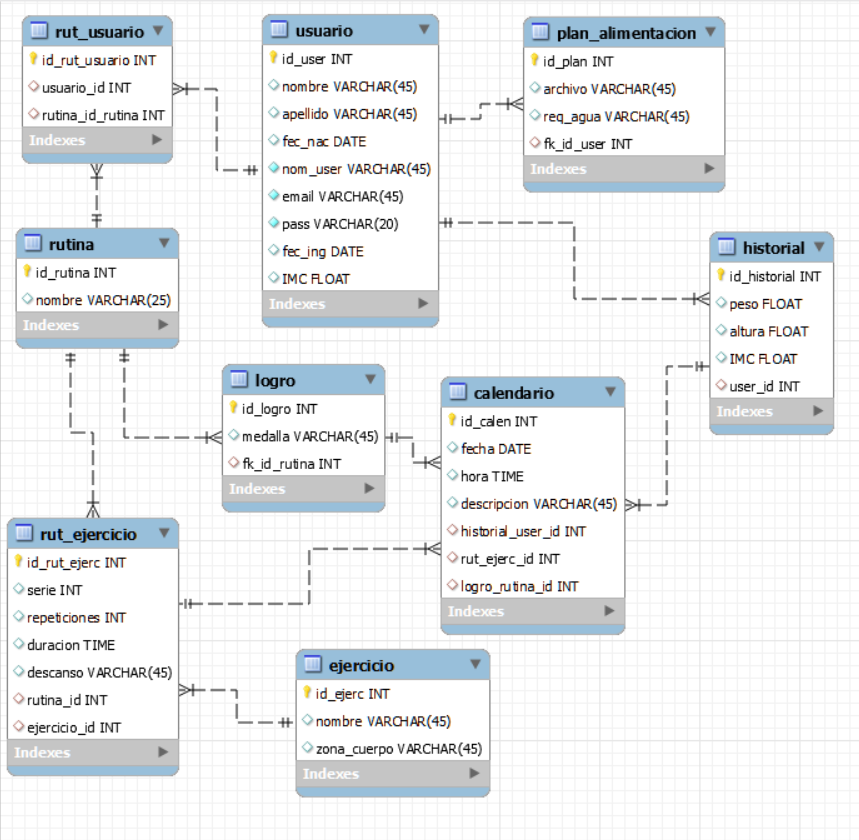 rut_usuario
id_rut_usuario INT
usuario_id INT
rutina_id_rutina INT
Indexes
usuario
id_user INT
nombre VARCHAR(45)
apellido VARCHAR(45)
fec_nac DATE
nom_user VARCHAR(45)
email VARCHAR(45)
pass VARCHAR(20)
fec_ing DATE
IMC FLOAT
Indexes
plan_alimentacion
id_plan INT
archivo VARCHAR(45)
req_agua VARCHAR(45)
fk_id_user INT
Indexes
rutina
id_rutina INT
nombre VARCHAR(25)
Indexes
historial
id_historial INT
peso FLOAT
altura FLOAT
IMC FLOAT
user_id INT
Indexes
logro
id_logro INT
medalla VARCHAR(45)
fk_id_rutina INT
Indexes
calendario
id_calen INT
fecha DATE
hora TIME
descripcion VARCHAR(45)
historial_user_id INT
rut_ejerc_id INT
logro_rutina_id INT
Indexes
rut_ejercicio
id_rut_ejerc INT
serie INT
repeticiones INT
duracion TIME
descanso VARCHAR(45)
rutina_id INT
ejercicio_id INT
Indexes
ejercicio
id_ejerc INT
nombre VARCHAR(45)
zona_cuerpo VARCHAR(45)
Indexes